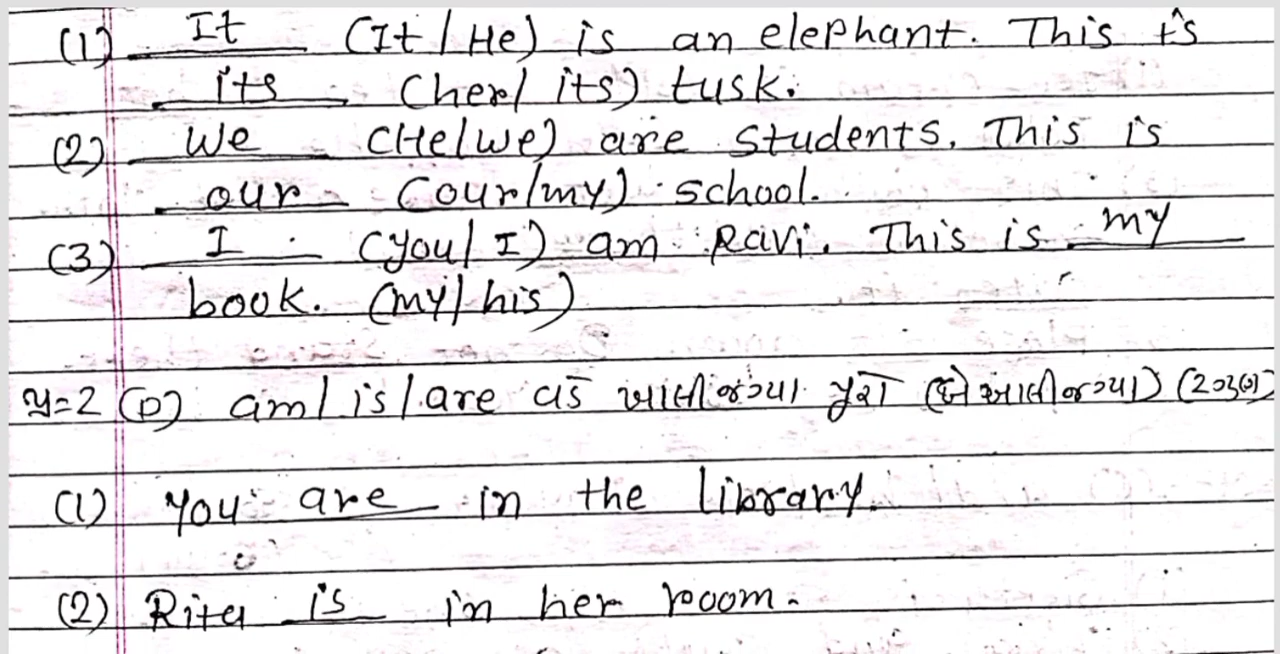 (1) It (It / He) is an elephant. This is
its (her/ its) tusk.
(2) We (He/we) are students. This is
our (our/my) school.
(3) I (you/ I) am Ravi. This is my
book. (my/ his)
પ્ર=2 (D) am / is / are વડે ખાલી જગ્યા પુરો (બે ખાલી જગ્યા)
(1) You are in the library.
(2) Rita is in her room.